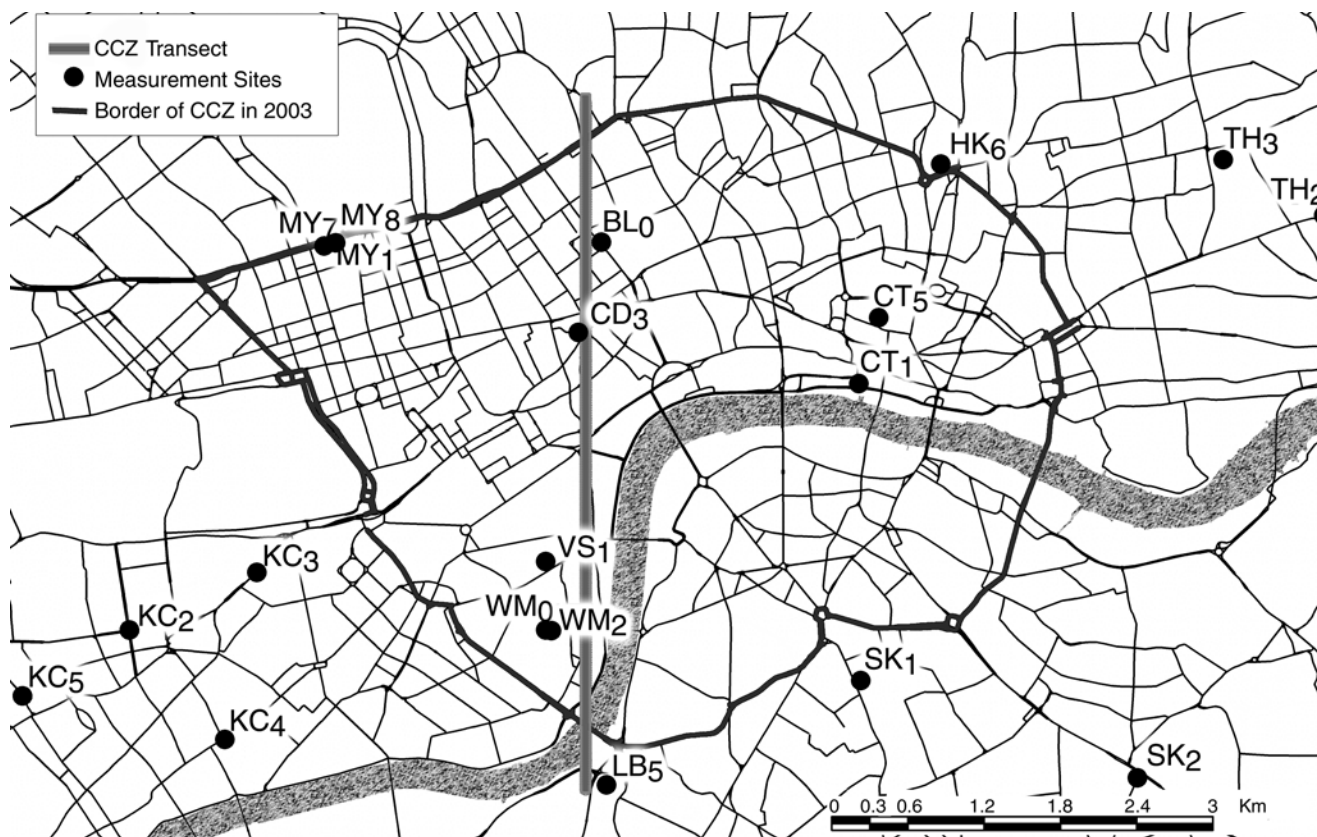 CCZ Transect
Measurement Sites
Border of CCZ in 2003
HK6
TH3
TH2
MY7
MY8
MY1
BL0
CD3
CT5
CT1
VS1
KC3
WM0
WM2
KC2
SK1
KC5
KC4
SK2
LB5
0 0.3 0.6 1.2 1.8 2.4 3 Km